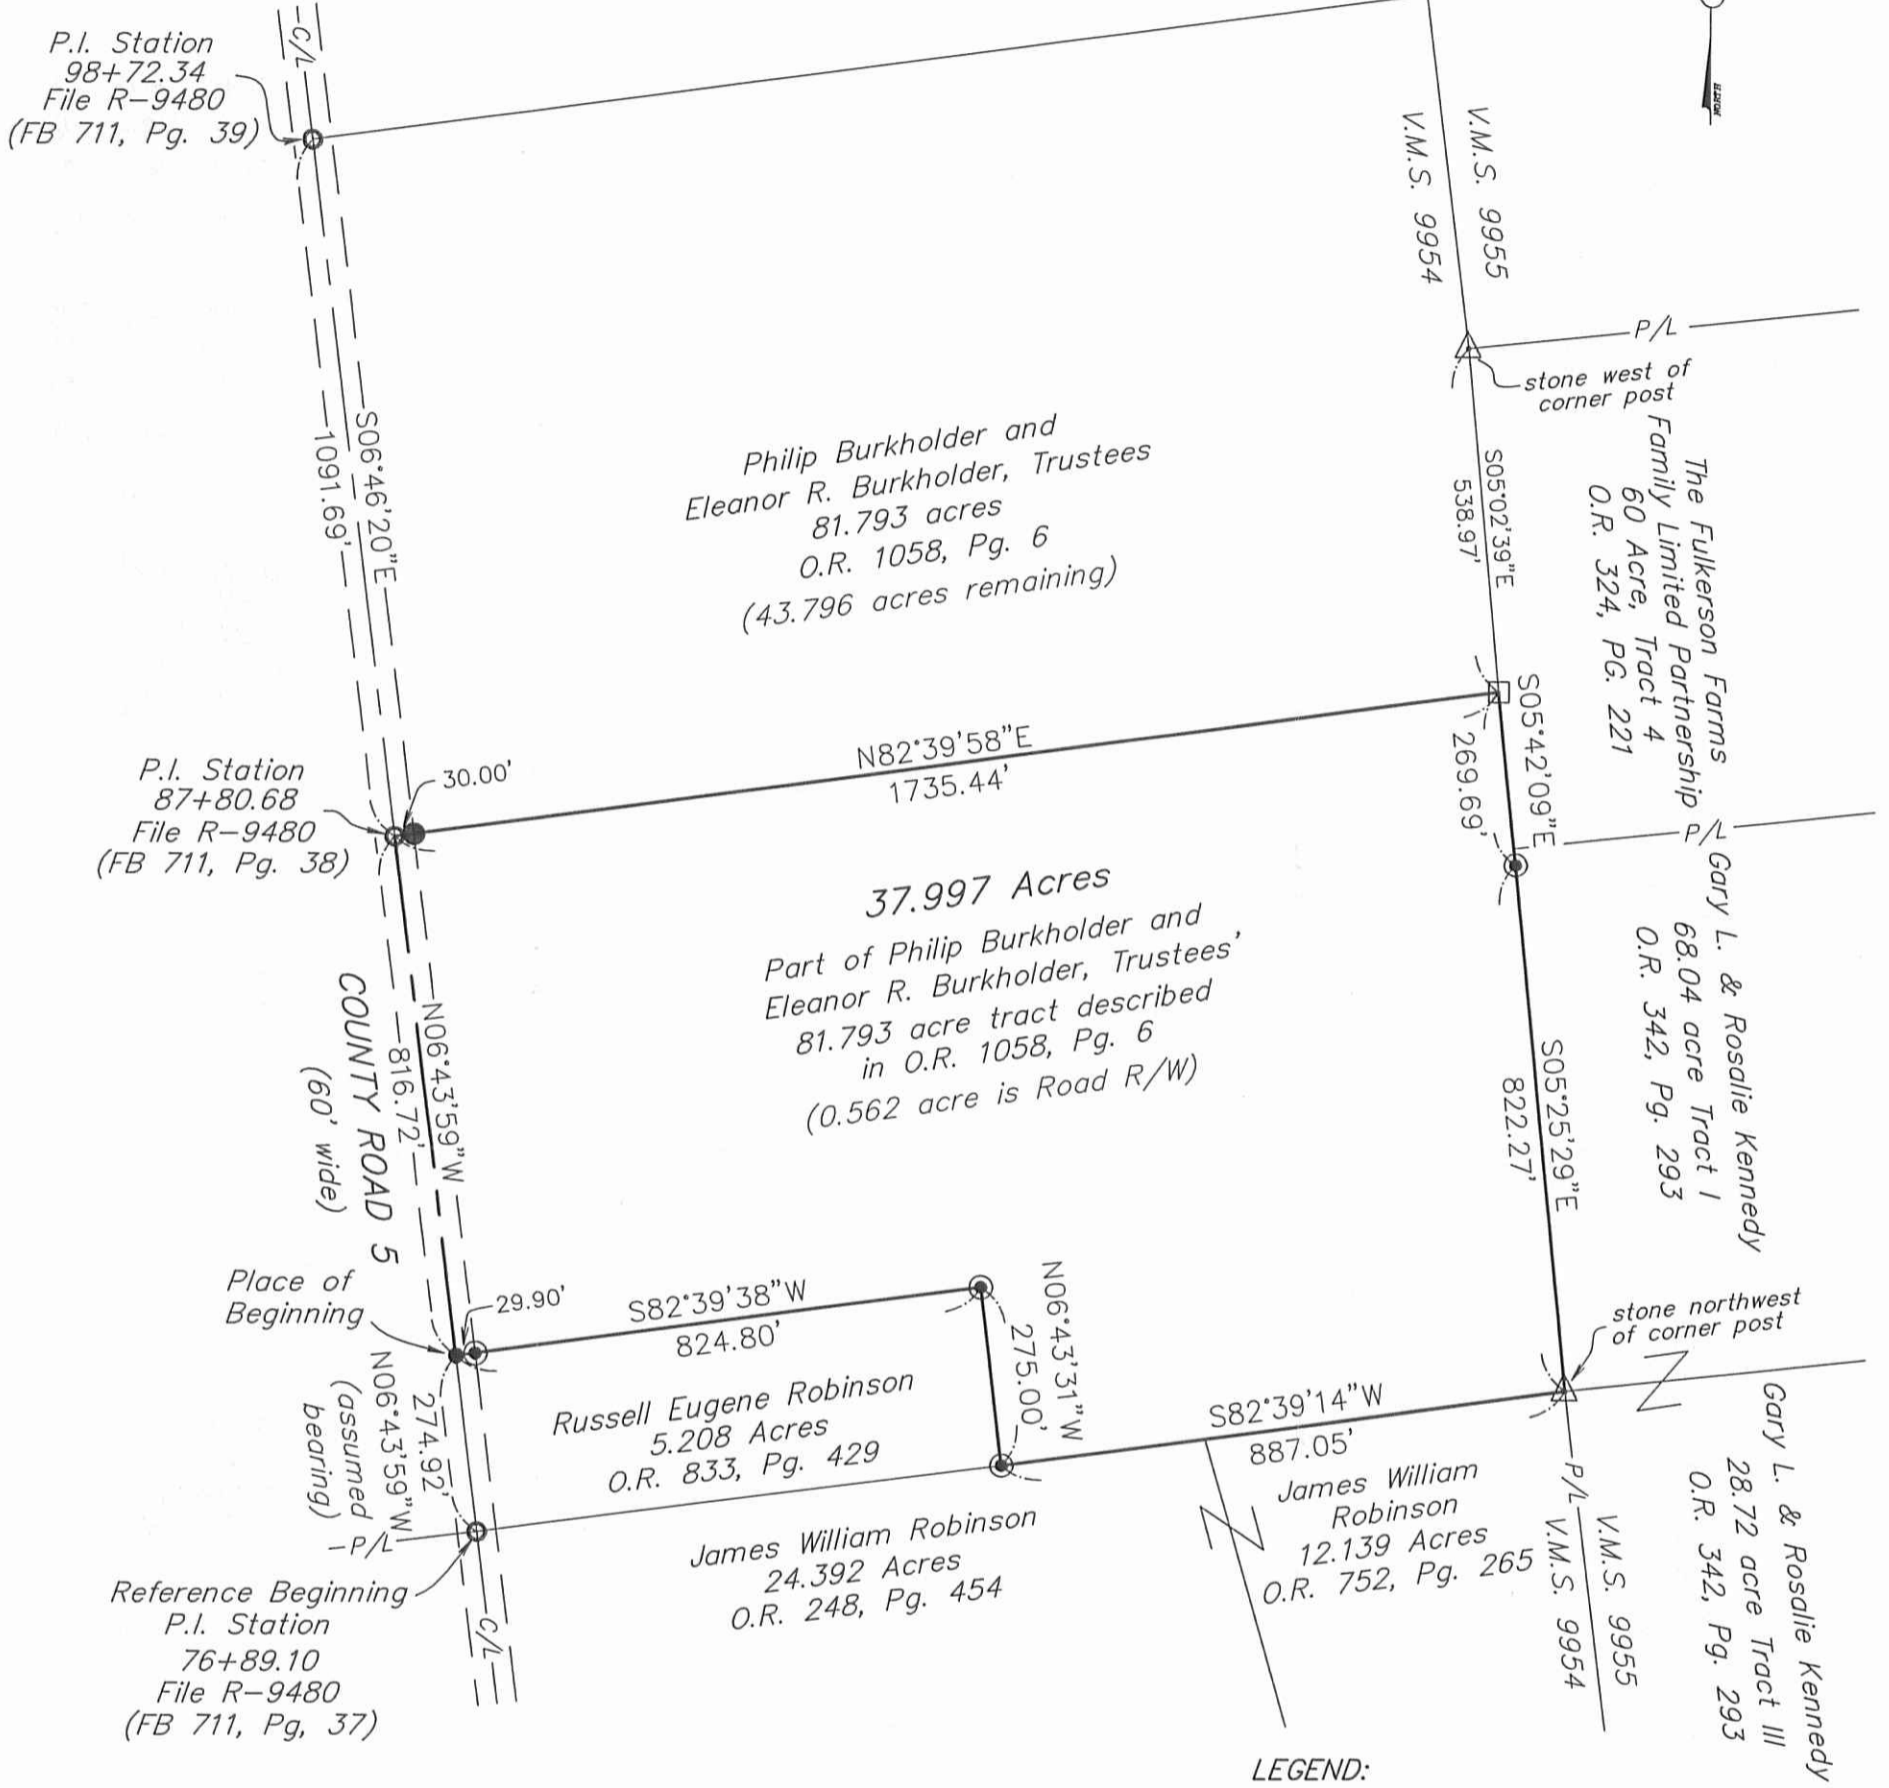 C/L
P.I. Station
98+72.34
File R-9480
(FB 711, Pg. 39)
NORTH
V.M.S. 9954
V.M.S. 9955
P/L
stone west of
corner post
S06°46'20"E
1091.69'
Philip Burkholder and
Eleanor R. Burkholder, Trustees
81.793 acres
O.R. 1058, Pg. 6
(43.796 acres remaining)
S05°02'39"E
538.97'
The Fulkerson Farms
Family Limited Partnership
60 Acre, Tract 4
O.R. 324, PG. 221
P.I. Station
87+80.68
File R-9480
(FB 711, Pg. 38)
30.00'
N82°39'58"E
1735.44'
S05°42'09"E
269.69'
P/L
37.997 Acres
Part of Philip Burkholder and
Eleanor R. Burkholder, Trustees'
81.793 acre tract described
in O.R. 1058, Pg. 6
(0.562 acre is Road R/W)
Gary L. & Rosalie Kennedy
68.04 acre Tract I
O.R. 342, Pg. 293
N06°43'59"W
816.72'
COUNTY ROAD 5
(60' wide)
S05°25'29"E
822.27'
Place of
Beginning
29.90'
S82°39'38"W
824.80'
N06°43'31"W
275.00'
stone northwest
of corner post
N06°43'59"W
(assumed
bearing)
274.92'
Russell Eugene Robinson
5.208 Acres
O.R. 833, Pg. 429
S82°39'14"W
887.05'
James William
Robinson
12.139 Acres
O.R. 752, Pg. 265
P/L
V.M.S. 9954
V.M.S. 9955
Gary L. & Rosalie Kennedy
28.72 acre Tract III
O.R. 342, Pg. 293
-P/L
James William Robinson
24.392 Acres
O.R. 248, Pg. 454
Reference Beginning
P.I. Station
76+89.10
File R-9480
(FB 711, Pg, 37)
C/L
LEGEND: